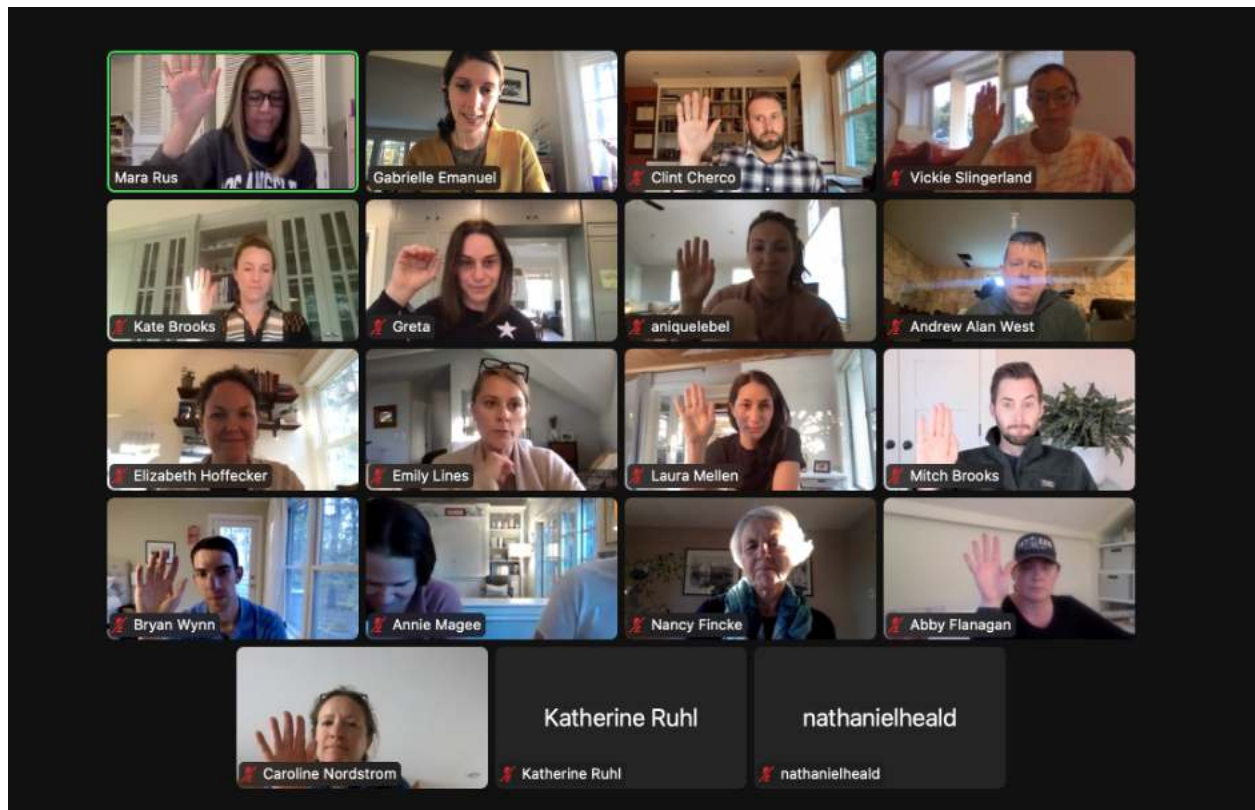 Mara Rus
Gabrielle Emanuel
Clint Cherco
Vickie Slingerland
Kate Brooks
Greta
aniquelebel
Andrew Alan West
Elizabeth Hoffecker
Emily Lines
Laura Mellen
Mitch Brooks
Bryan Wynn
Annie Magee
Nancy Fincke
Abby Flanagan
Caroline Nordstrom
Katherine Ruhl
Katherine Ruhl
nathanielheald
nathanielheald